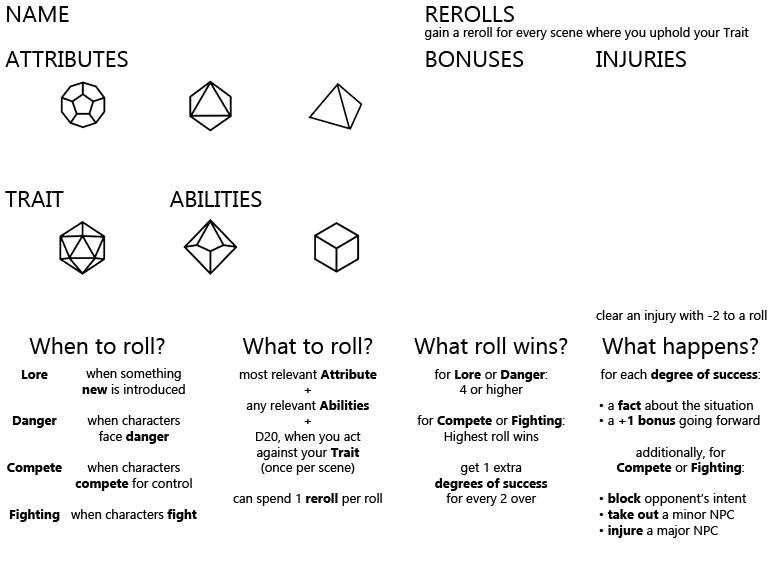 NAME
REROLLS
gain a reroll for every scene where you uphold your Trait
ATTRIBUTES
BONUSES
INJURIES
TRAIT
ABILITIES
clear an injury with -2 to a roll
When to roll?
Lore
when something
new is introduced
Danger
when characters
face danger
Compete
when characters
compete for control
Fighting
when characters fight
What to roll?
most relevant Attribute
+
any relevant Abilities
+
D20, when you act
against your Trait
(once per scene)
can spend 1 reroll per roll
What roll wins?
for Lore or Danger:
4 or higher
for Compete or Fighting:
Highest roll wins
get 1 extra
degrees of success
for every 2 over
What happens?
for each degree of success:
• a fact about the situation
• a +1 bonus going forward
additionally, for
Compete or Fighting:
• block opponent's intent
• take out a minor NPC
• injure a major NPC